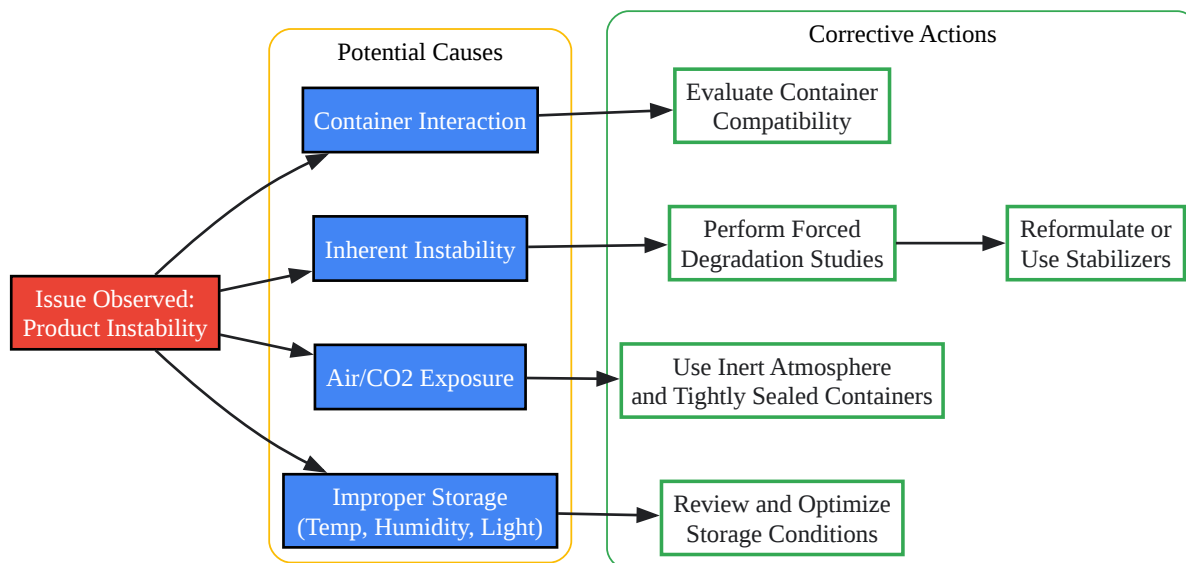 Potential Causes
Corrective Actions
Container Interaction
Evaluate Container
Compatibility
Inherent Instability
Perform Forced
Degradation Studies
Reformulate or
Use Stabilizers
Issue Observed:
Product Instability
Air/CO2 Exposure
Use Inert Atmosphere
and Tightly Sealed Containers
Improper Storage
(Temp, Humidity, Light)
Review and Optimize
Storage Conditions